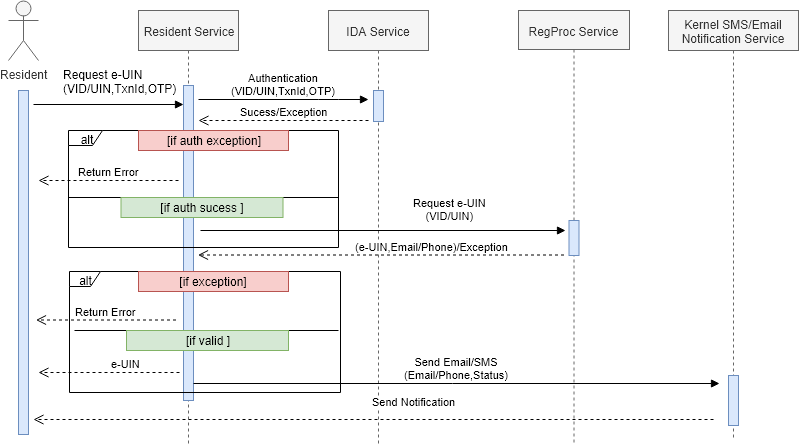 Resident Service
IDA Service
RegProc Service
Kernel SMS/Email
Notification Service
Resident
Request e-UIN
(VID/UIN,TxnId,OTP)
Authentication
(VID/UIN,TxnId,OTP)
Sucess/Exception
alt
[if auth exception]
Return Error
[if auth sucess ]
Request e-UIN
(VID/UIN)
(e-UIN,Email/Phone)/Exception
alt
[if exception]
Return Error
[if valid ]
e-UIN
Send Email/SMS
(Email/Phone,Status)
Send Notification